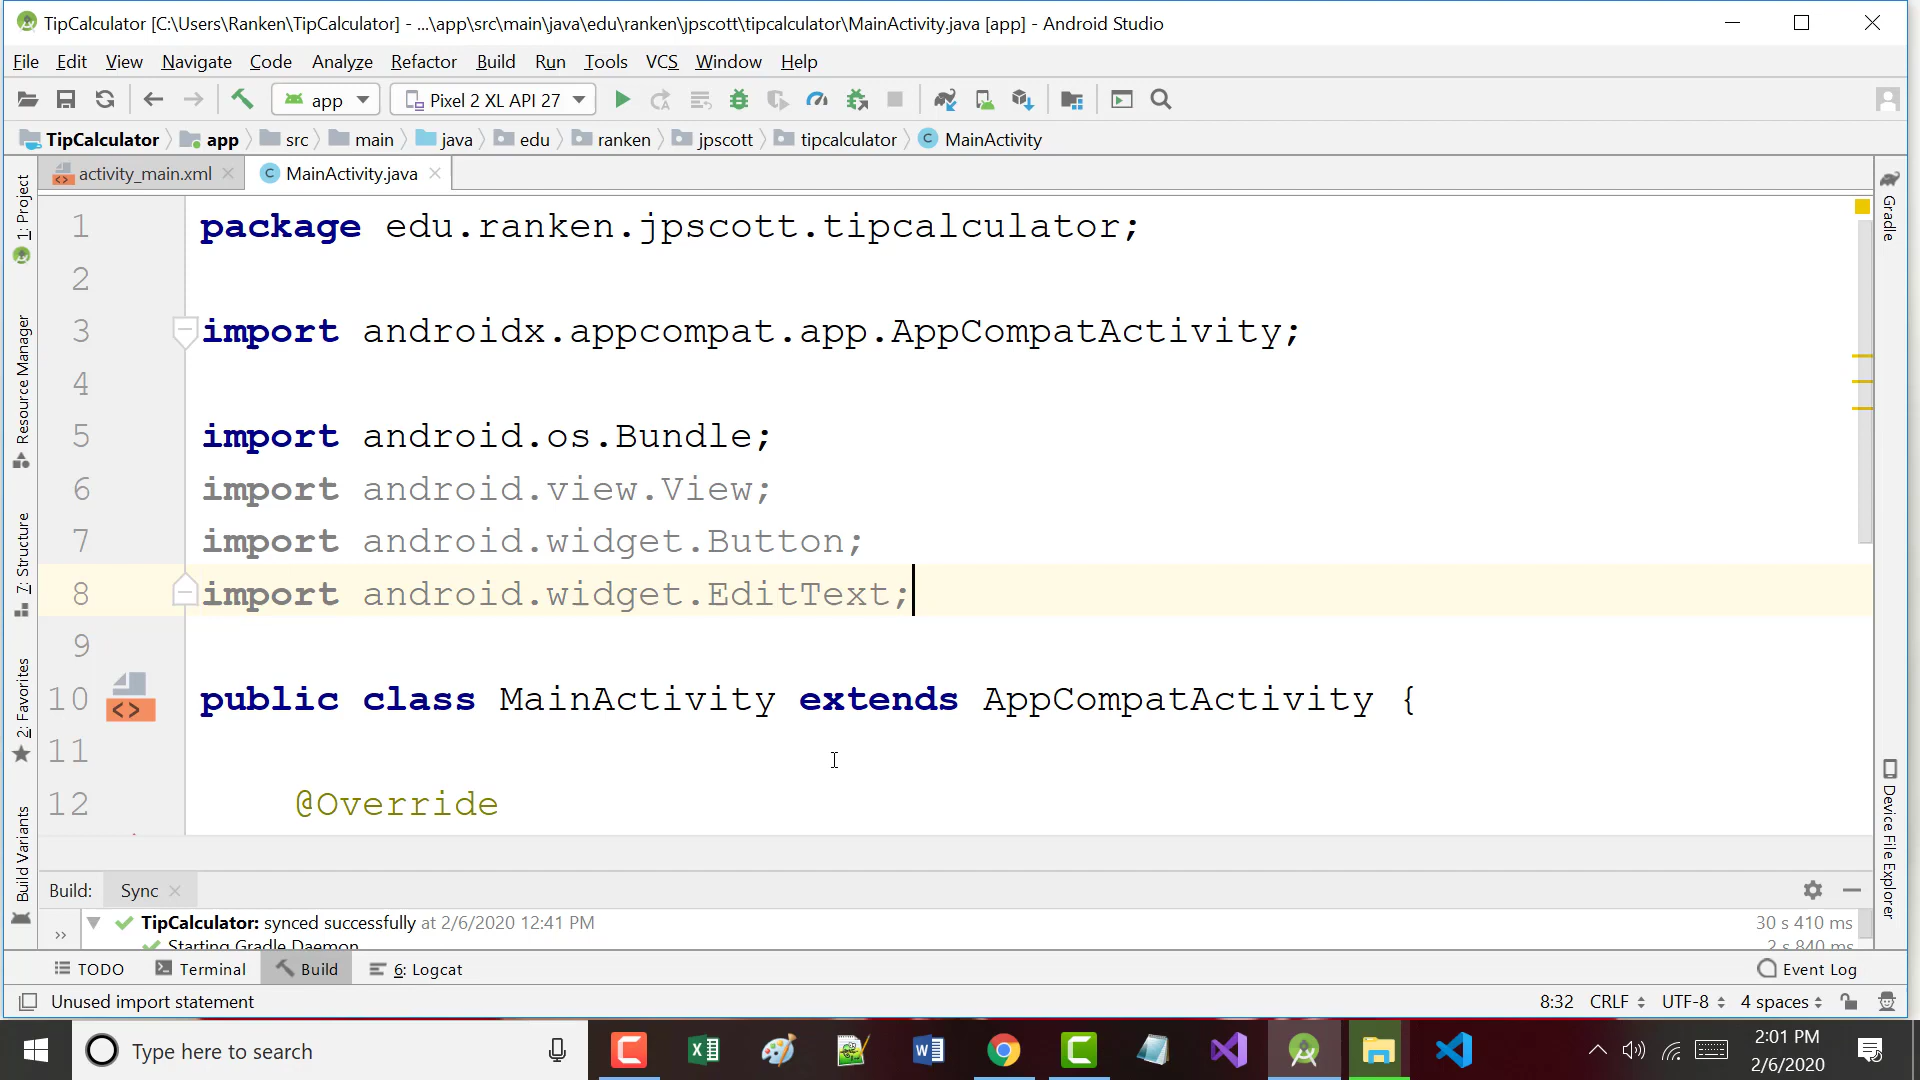 TipCalculator [C:\Users\Ranken\TipCalculator] - ...\app\src\main\java\edu\ranken\jpscott\tipcalculator\MainActivity.java [app] - Android Studio
File Edit View Navigate Code Analyze Refactor Build Run Tools VCS Window Help
app Pixel 2 XL API 27
TipCalculator app src main java edu ranken jpscott tipcalculator MainActivity
activity_main.xml MainActivity.java
1 package edu.ranken.jpscott.tipcalculator;
2
3 import androidx.appcompat.app.AppCompatActivity;
4
5 import android.os.Bundle;
6 import android.view.View;
7 import android.widget.Button;
8 import android.widget.EditText;
9
10 public class MainActivity extends AppCompatActivity {
11
12 @Override
1: Project
Resource Manager
7: Structure
2: Favorites
Build Variants
Gradle
Device File Explorer
Build: Sync
TipCalculator: synced successfully at 2/6/2020 12:41 PM 30 s 410 ms
Starting Gradle Daemon 2 s 840 ms
TODO Terminal Build 6: Logcat Event Log
Unused import statement 8:32 CRLF UTF-8 4 spaces
Type here to search 2:01 PM
2/6/2020